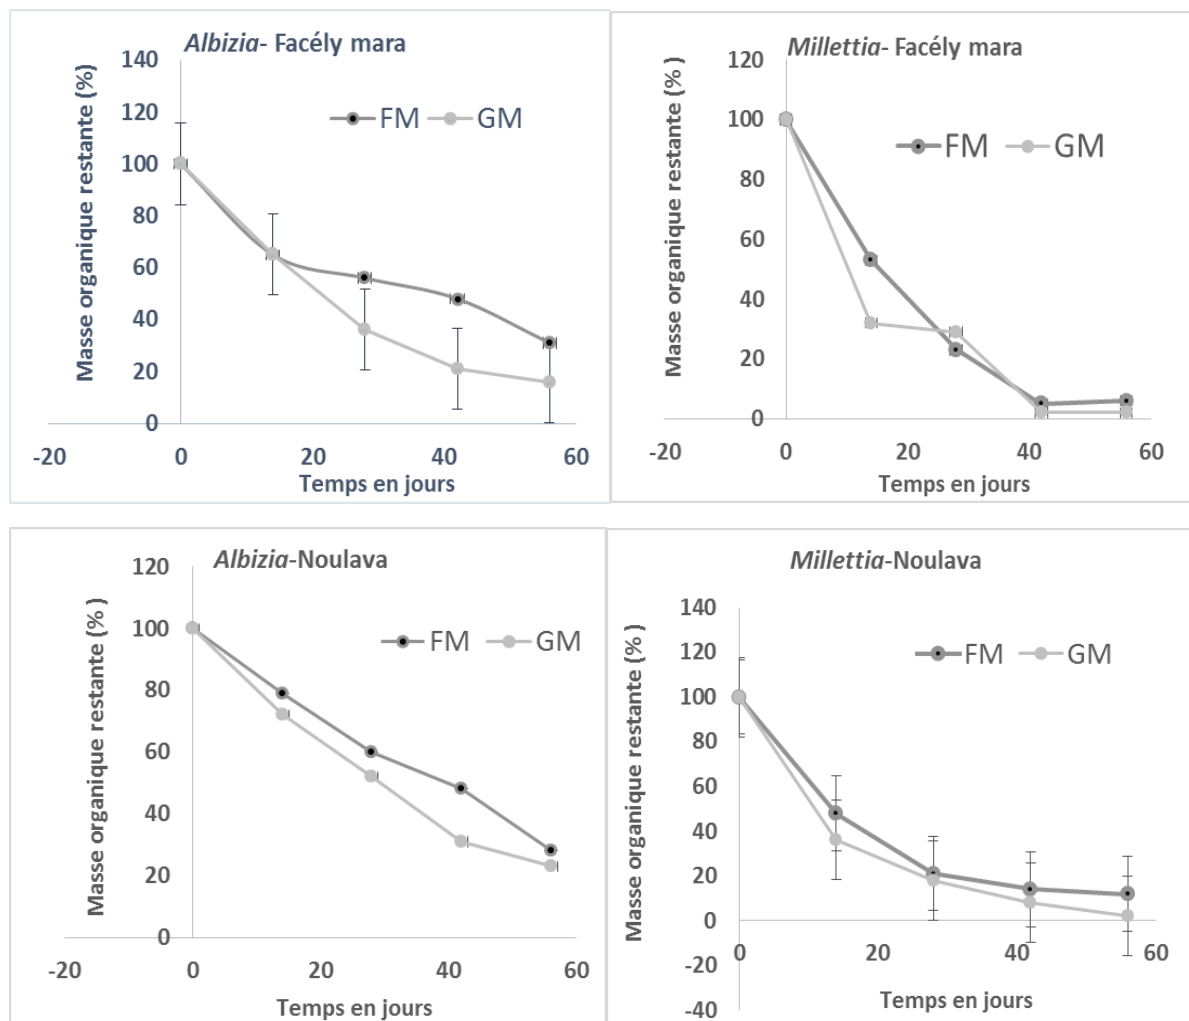 Albizia- Facély mara
Masse organique restante (%)
140
120
100
80
60
40
20
0
FM GM
-20 0 20 40 60
Temps en jours
Millettia- Facély mara
Masse organique restante (% )
120
100
80
60
40
20
0
FM GM
-20 0 20 40 60
Temps en jours
Albizia-Noulava
Masse organique restante (% )
120
100
80
60
40
20
0
FM GM
-20 0 20 40 60
Temps en jours
Millettia-Noulava
Masse organique restante (% )
140
120
100
80
60
40
20
0
-20
-40
FM GM
0 20 40 60
Temps en jours